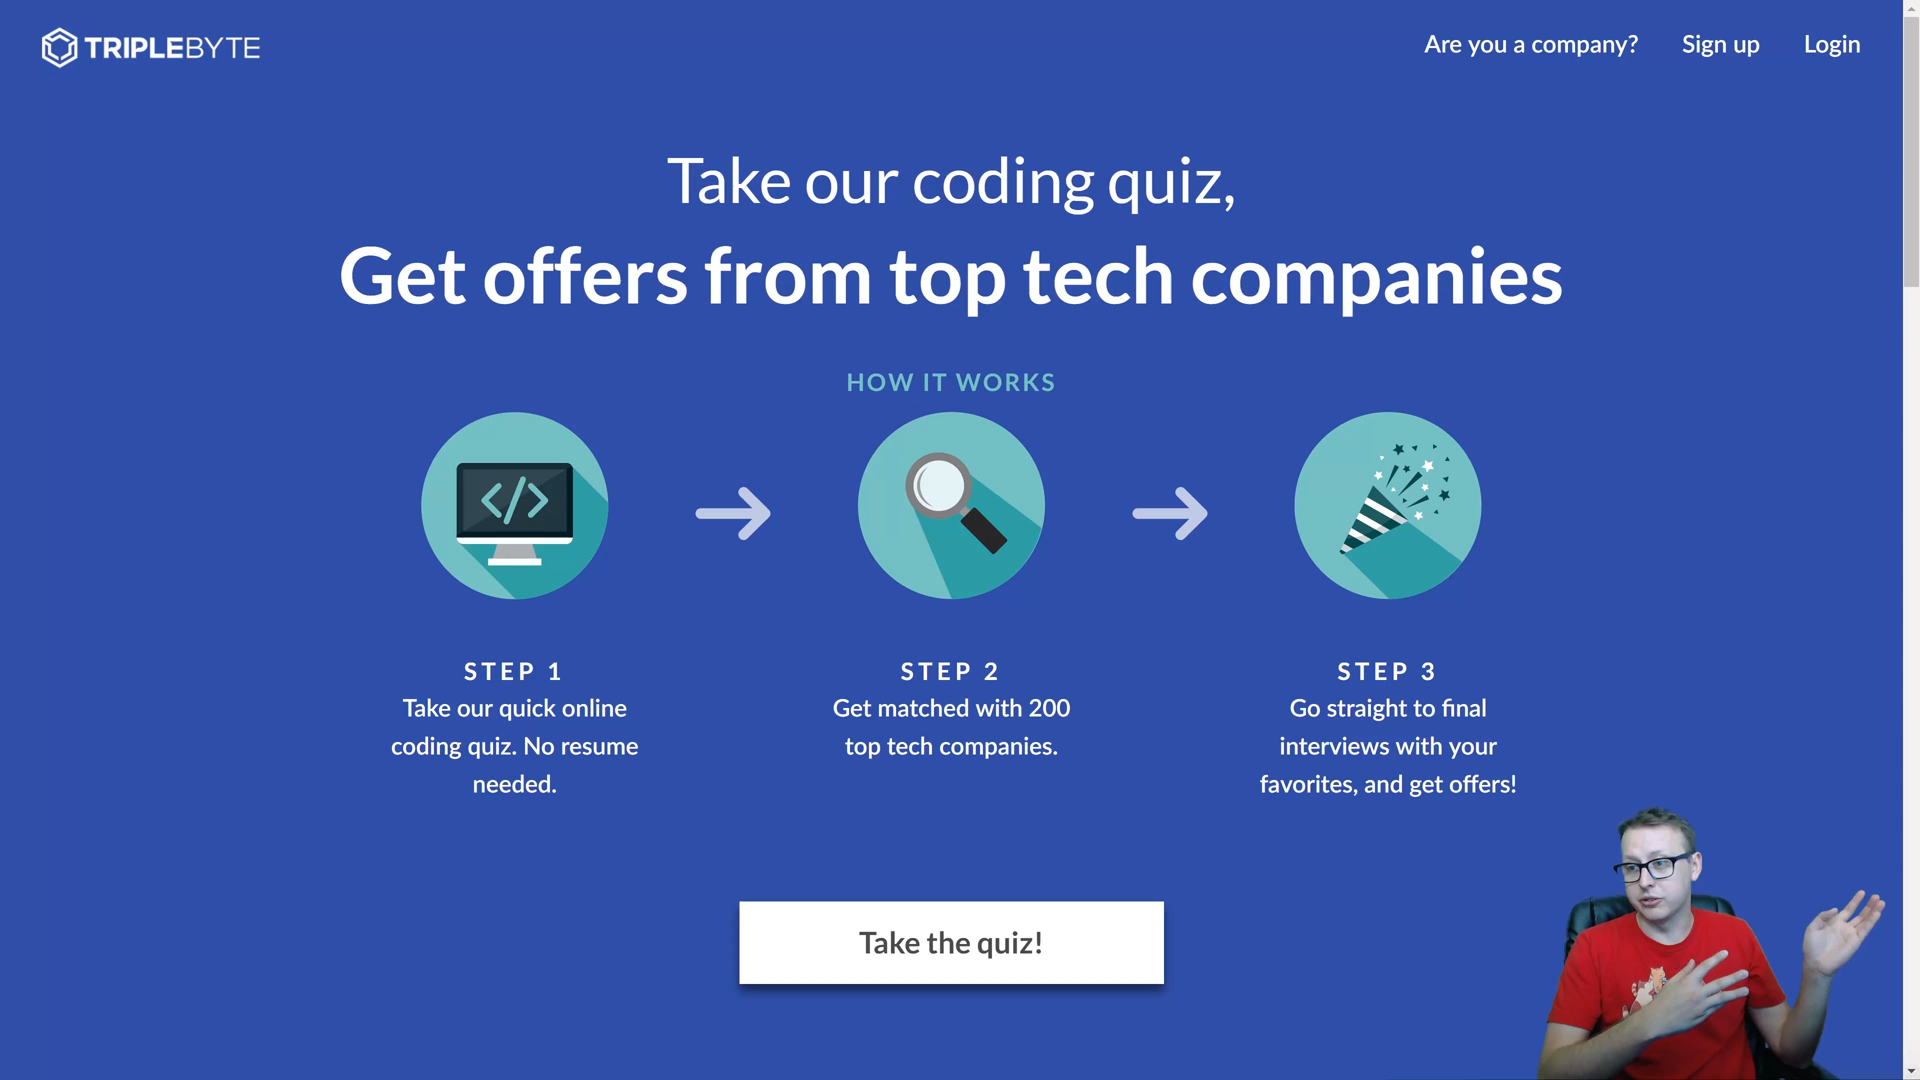 TRIPLEBYTE
Are you a company?
Sign up
Login
Take our coding quiz,
Get offers from top tech companies
HOW IT WORKS
STEP 1
Take our quick online
coding quiz. No resume
needed.
STEP 2
Get matched with 200
top tech companies.
STEP 3
Go straight to final
interviews with your
favorites, and get offers!
Take the quiz!